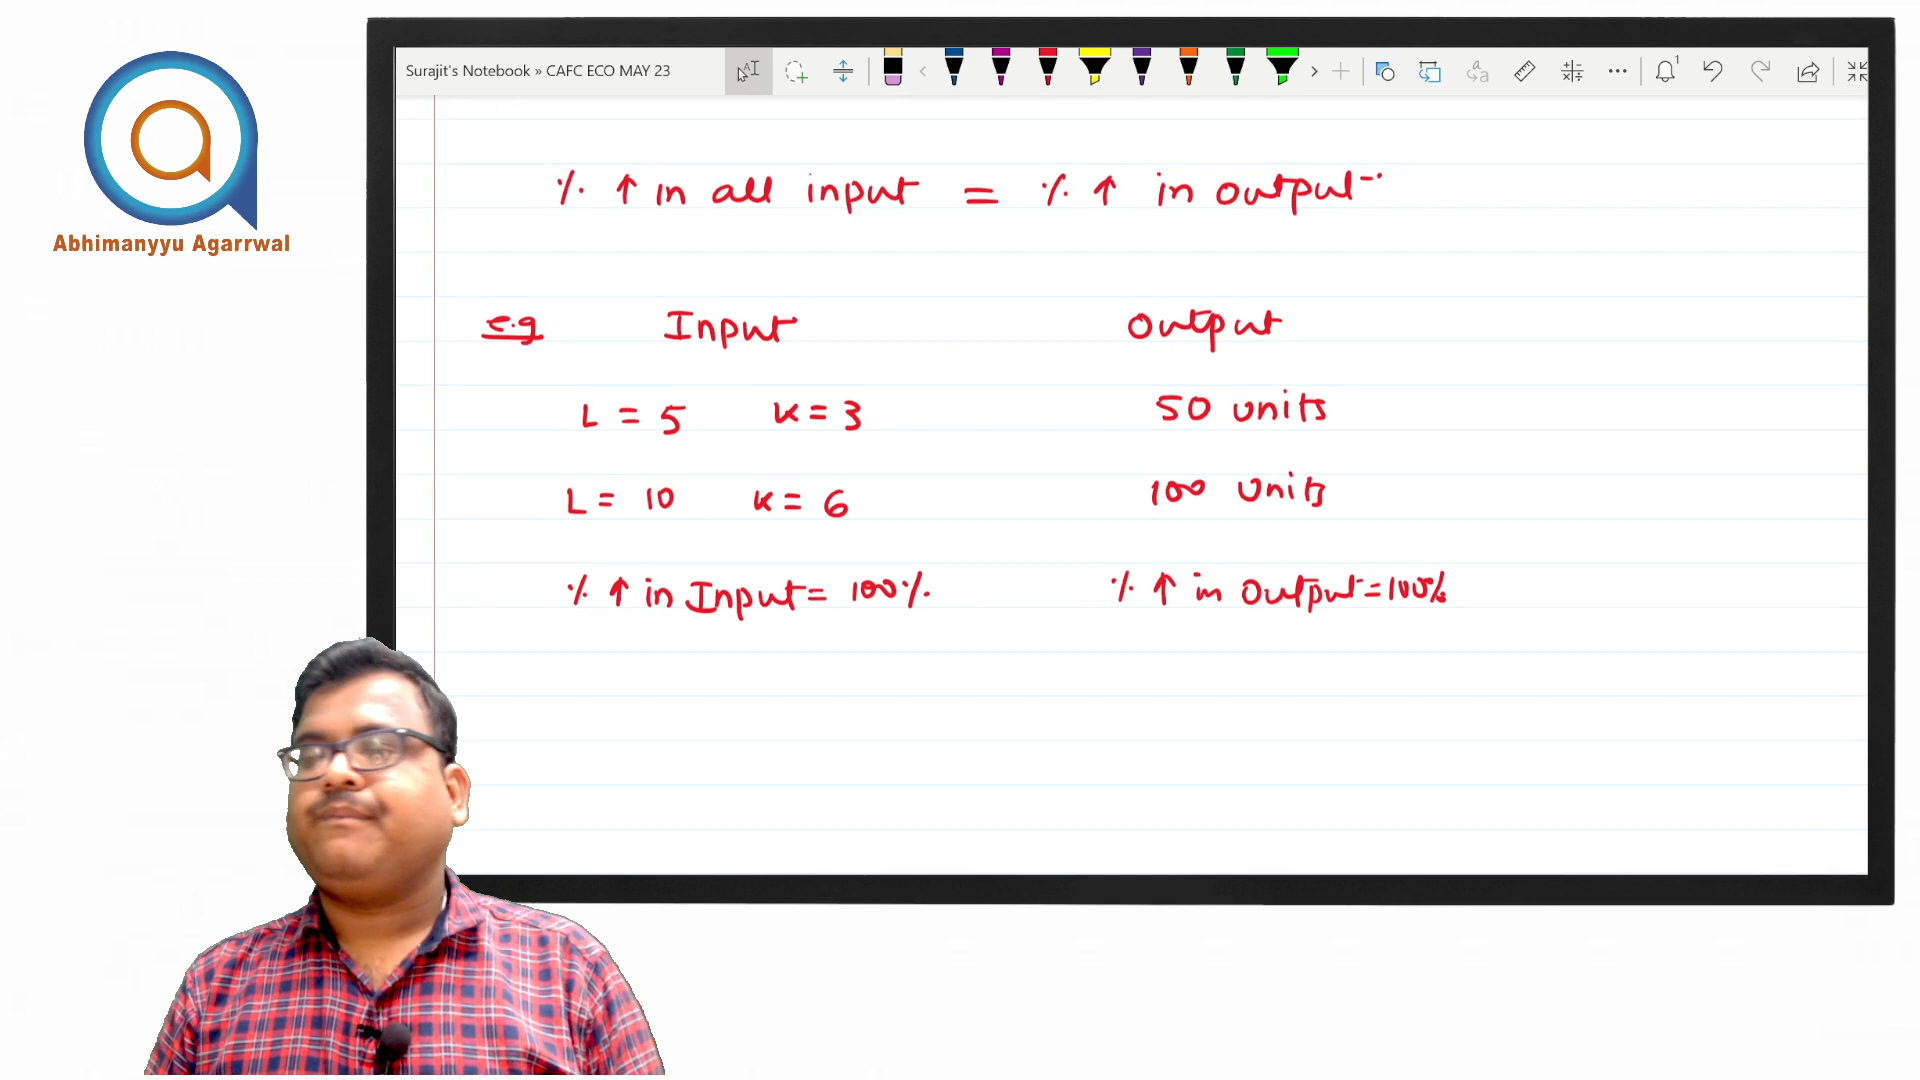 Abhimanyyu Agarrwal
Surajit's Notebook » CAFC ECO MAY 23
% ↑ in all input = % ↑ in output
e.g Input Output
L = 5 K = 3 50 units
L = 10 K = 6 100 units
% ↑ in Input = 100% % ↑ in Output = 100%